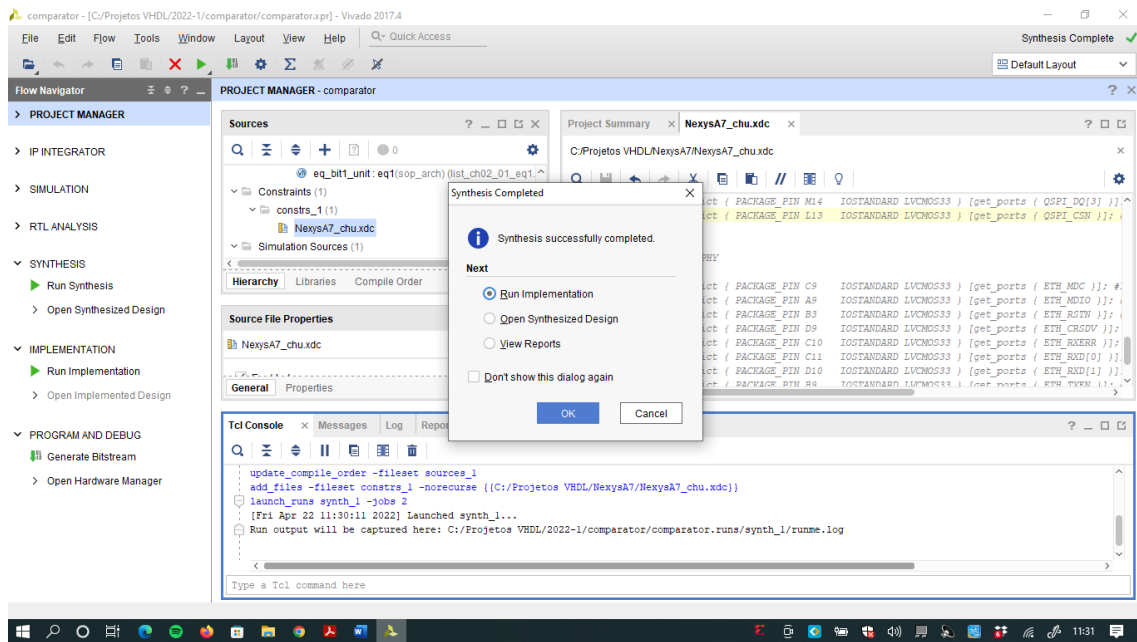 comparator - [C:/Projetos VHDL/2022-1/comparator/comparator.xpr] - Vivado 2017.4
File Edit Flow Tools Window Layout View Help Q- Quick Access
Synthesis Complete
Default Layout
Flow Navigator
PROJECT MANAGER
IP INTEGRATOR
SIMULATION
RTL ANALYSIS
SYNTHESIS
Run Synthesis
Open Synthesized Design
IMPLEMENTATION
Run Implementation
Open Implemented Design
PROGRAM AND DEBUG
Generate Bitstream
Open Hardware Manager
PROJECT MANAGER - comparator
Sources
0
eq_bit1_unit : eq1(sop_arch) (list_ch02_01_eq1.
Constraints (1)
constrs_1 (1)
NexysA7_chu.xdc
Simulation Sources (1)
Hierarchy Libraries Compile Order
Source File Properties
NexysA7_chu.xdc
General Properties
Project Summary NexysA7_chu.xdc
C:/Projetos VHDL/NexysA7/NexysA7_chu.xdc
ict { PACKAGE_PIN M14 IOSTANDARD LVCMOS33 } [get_ports { QSPI_DQ[3] }]
ict { PACKAGE_PIN L13 IOSTANDARD LVCMOS33 } [get_ports { QSPI_CSN }];
PHY
ict { PACKAGE_PIN C9 IOSTANDARD LVCMOS33 } [get_ports { ETH_MDC }]; #
ict { PACKAGE_PIN A9 IOSTANDARD LVCMOS33 } [get_ports { ETH_MDIO }];
ict { PACKAGE_PIN B3 IOSTANDARD LVCMOS33 } [get_ports { ETH_RSTN }];
ict { PACKAGE_PIN D9 IOSTANDARD LVCMOS33 } [get_ports { ETH_CRSDV }];
ict { PACKAGE_PIN C10 IOSTANDARD LVCMOS33 } [get_ports { ETH_RXERR }];
ict { PACKAGE_PIN C11 IOSTANDARD LVCMOS33 } [get_ports { ETH_RXD[0] }]
ict { PACKAGE_PIN D10 IOSTANDARD LVCMOS33 } [get_ports { ETH_RXD[1] }]
ict { PACKAGE_PIN B9 IOSTANDARD LVCMOS33 } [get_ports { ETH_TXEN }];
Synthesis Completed
Synthesis successfully completed.
Next
Run Implementation
Open Synthesized Design
View Reports
Don't show this dialog again
OK Cancel
Tcl Console Messages Log Repor
update_compile_order -fileset sources_1
add_files -fileset constrs_1 -norecurse {{C:/Projetos VHDL/NexysA7/NexysA7_chu.xdc}}
launch_runs synth_1 -jobs 2
[Fri Apr 22 11:30:11 2022] Launched synth_1...
Run output will be captured here: C:/Projetos VHDL/2022-1/comparator/comparator.runs/synth_1/runme.log
Type a Tcl command here
11:31